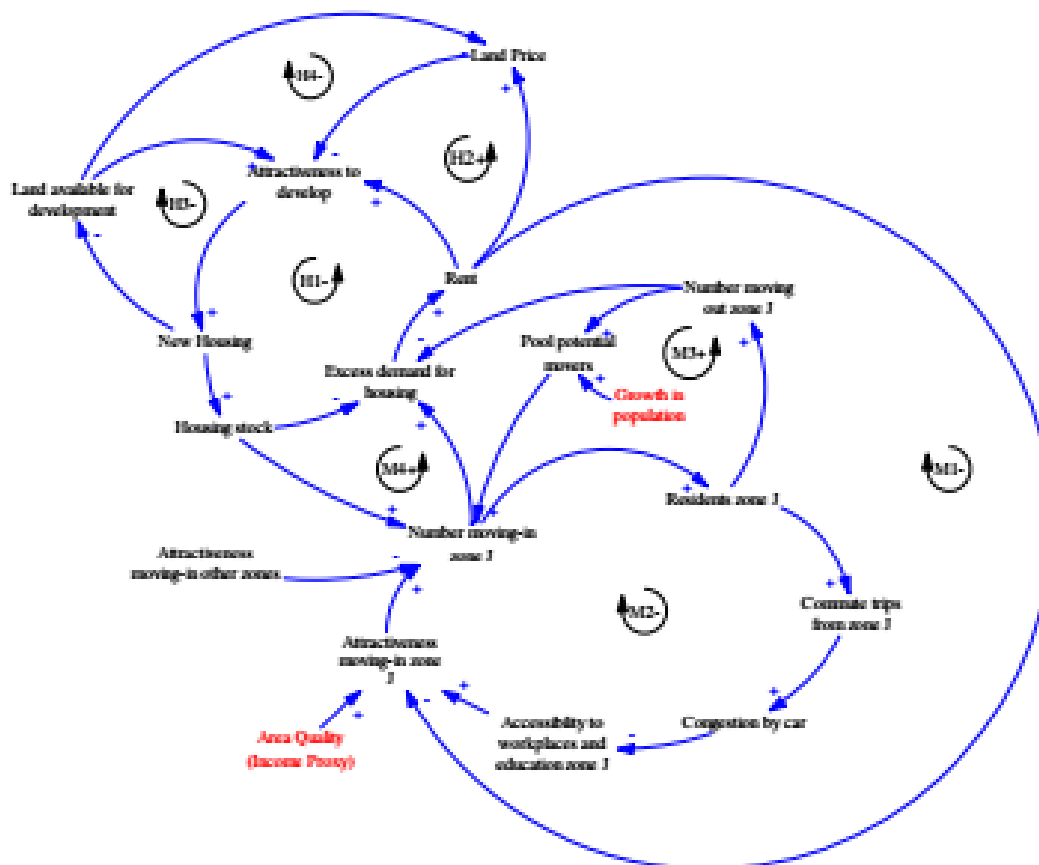 Land Price
H4-
H2+
Attractiveness to
develop
Land available for
development
H3-
H1-
Rent
Number moving
out zone J
New Housing
Pool potential
movers
M3+
Excess demand for
housing
Growth in
population
Housing stock
M4+
M1-
Residents zone J
Number moving-in
zone J
Attractiveness
moving-in other zones
M2-
Commute trips
from zone J
Attractiveness
moving-in zone
J
Accessiblity to
workplaces and
education zone J
Congestion by car
Area Quality
(Income Proxy)